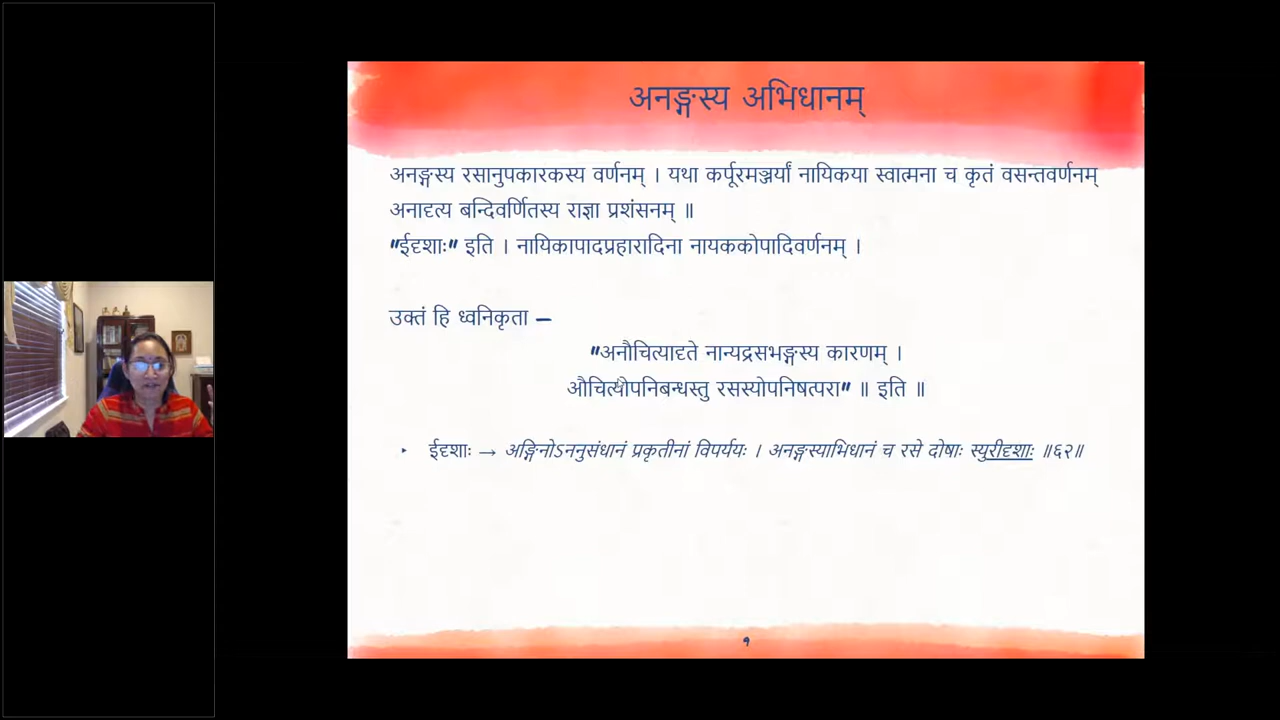 अनङ्गस्य अभिधानम्
अनङ्गस्य रसानुपकारकस्य वर्णनम् । यथा कर्पूरमञ्जर्यां नायिकया स्वात्मना च कृतं वसन्तवर्णनम्
अनादृत्य बन्दिवर्णितस्य राज्ञा प्रशंसनम् ॥
"ईदृशाः" इति । नायिकापादप्रहारादिना नायककोपादिवर्णनम् ।
उक्तं हि ध्वनिकृता –
"अनौचित्यादृते नान्यद्रसभङ्गस्य कारणम् ।
औचित्योपनिबन्धस्तु रसस्योपनिषत्परा" ॥ इति ॥
‣ ईदृशाः → अङ्गिनोऽननुसंधानं प्रकृतीनां विपर्ययः । अनङ्गस्याभिधानं च रसे दोषाः स्युरीदृशाः ॥६२॥
१